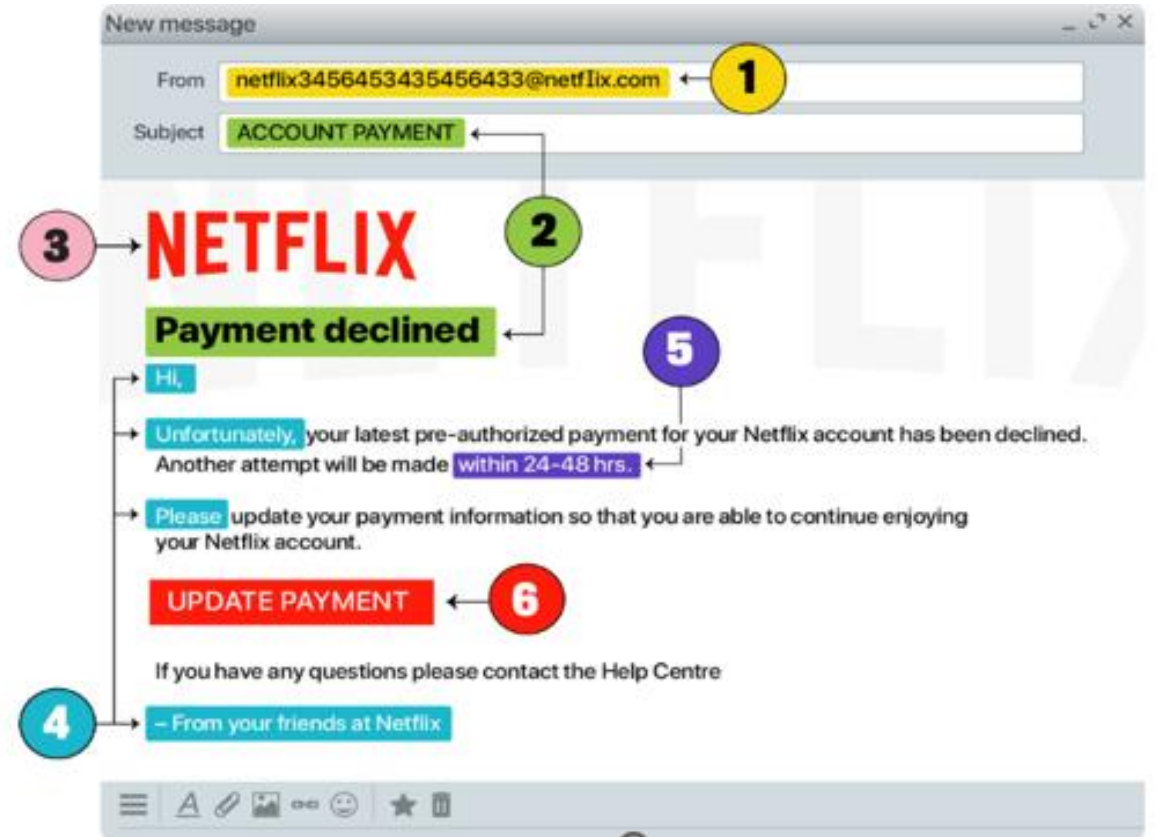 New message
From netflix3456453435456433@netfIix.com 1
Subject ACCOUNT PAYMENT
NETFLIX
3 NETFLIX 2
Payment declined
5
Hi,
Unfortunately, your latest pre-authorized payment for your Netflix account has been declined.
Another attempt will be made within 24-48 hrs.
Please update your payment information so that you are able to continue enjoying
your Netflix account.
UPDATE PAYMENT 6
If you have any questions please contact the Help Centre
4 – From your friends at Netflix